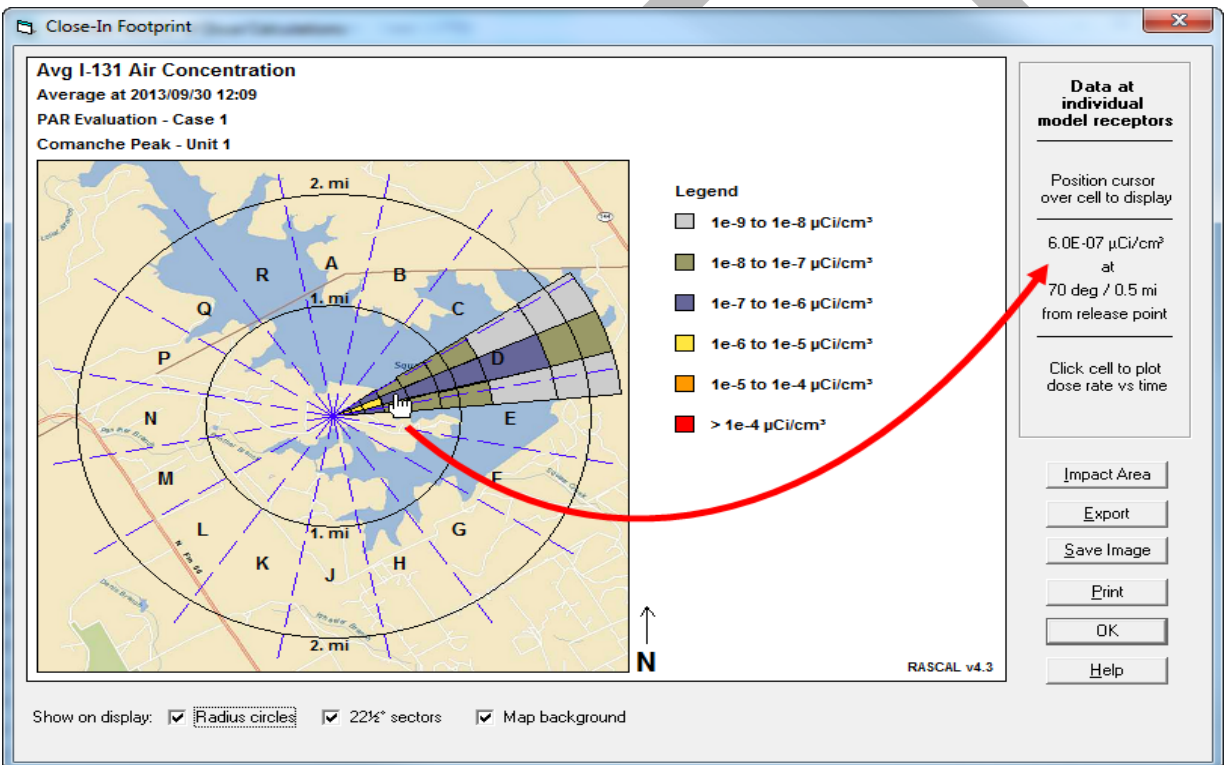 Close-In Footprint
Avg I-131 Air Concentration
Average at 2013/09/30 12:09
PAR Evaluation - Case 1
Comanche Peak - Unit 1
2. mi
144
R
A
B
Q
1. mi
C
P
D
N
E
M
F
L
1. mi
G
K
J
H
2. mi
N Fm 56
N
Legend
1e-9 to 1e-8 µCi/cm³
1e-8 to 1e-7 µCi/cm³
1e-7 to 1e-6 µCi/cm³
1e-6 to 1e-5 µCi/cm³
1e-5 to 1e-4 µCi/cm³
> 1e-4 µCi/cm³
RASCAL v4.3
Data at
individual
model receptors
Position cursor
over cell to display
6.0E-07 µCi/cm³
at
70 deg / 0.5 mi
from release point
Click cell to plot
dose rate vs time
Impact Area
Export
Save Image
Print
OK
Help
Show on display: Radius circles 22½° sectors Map background